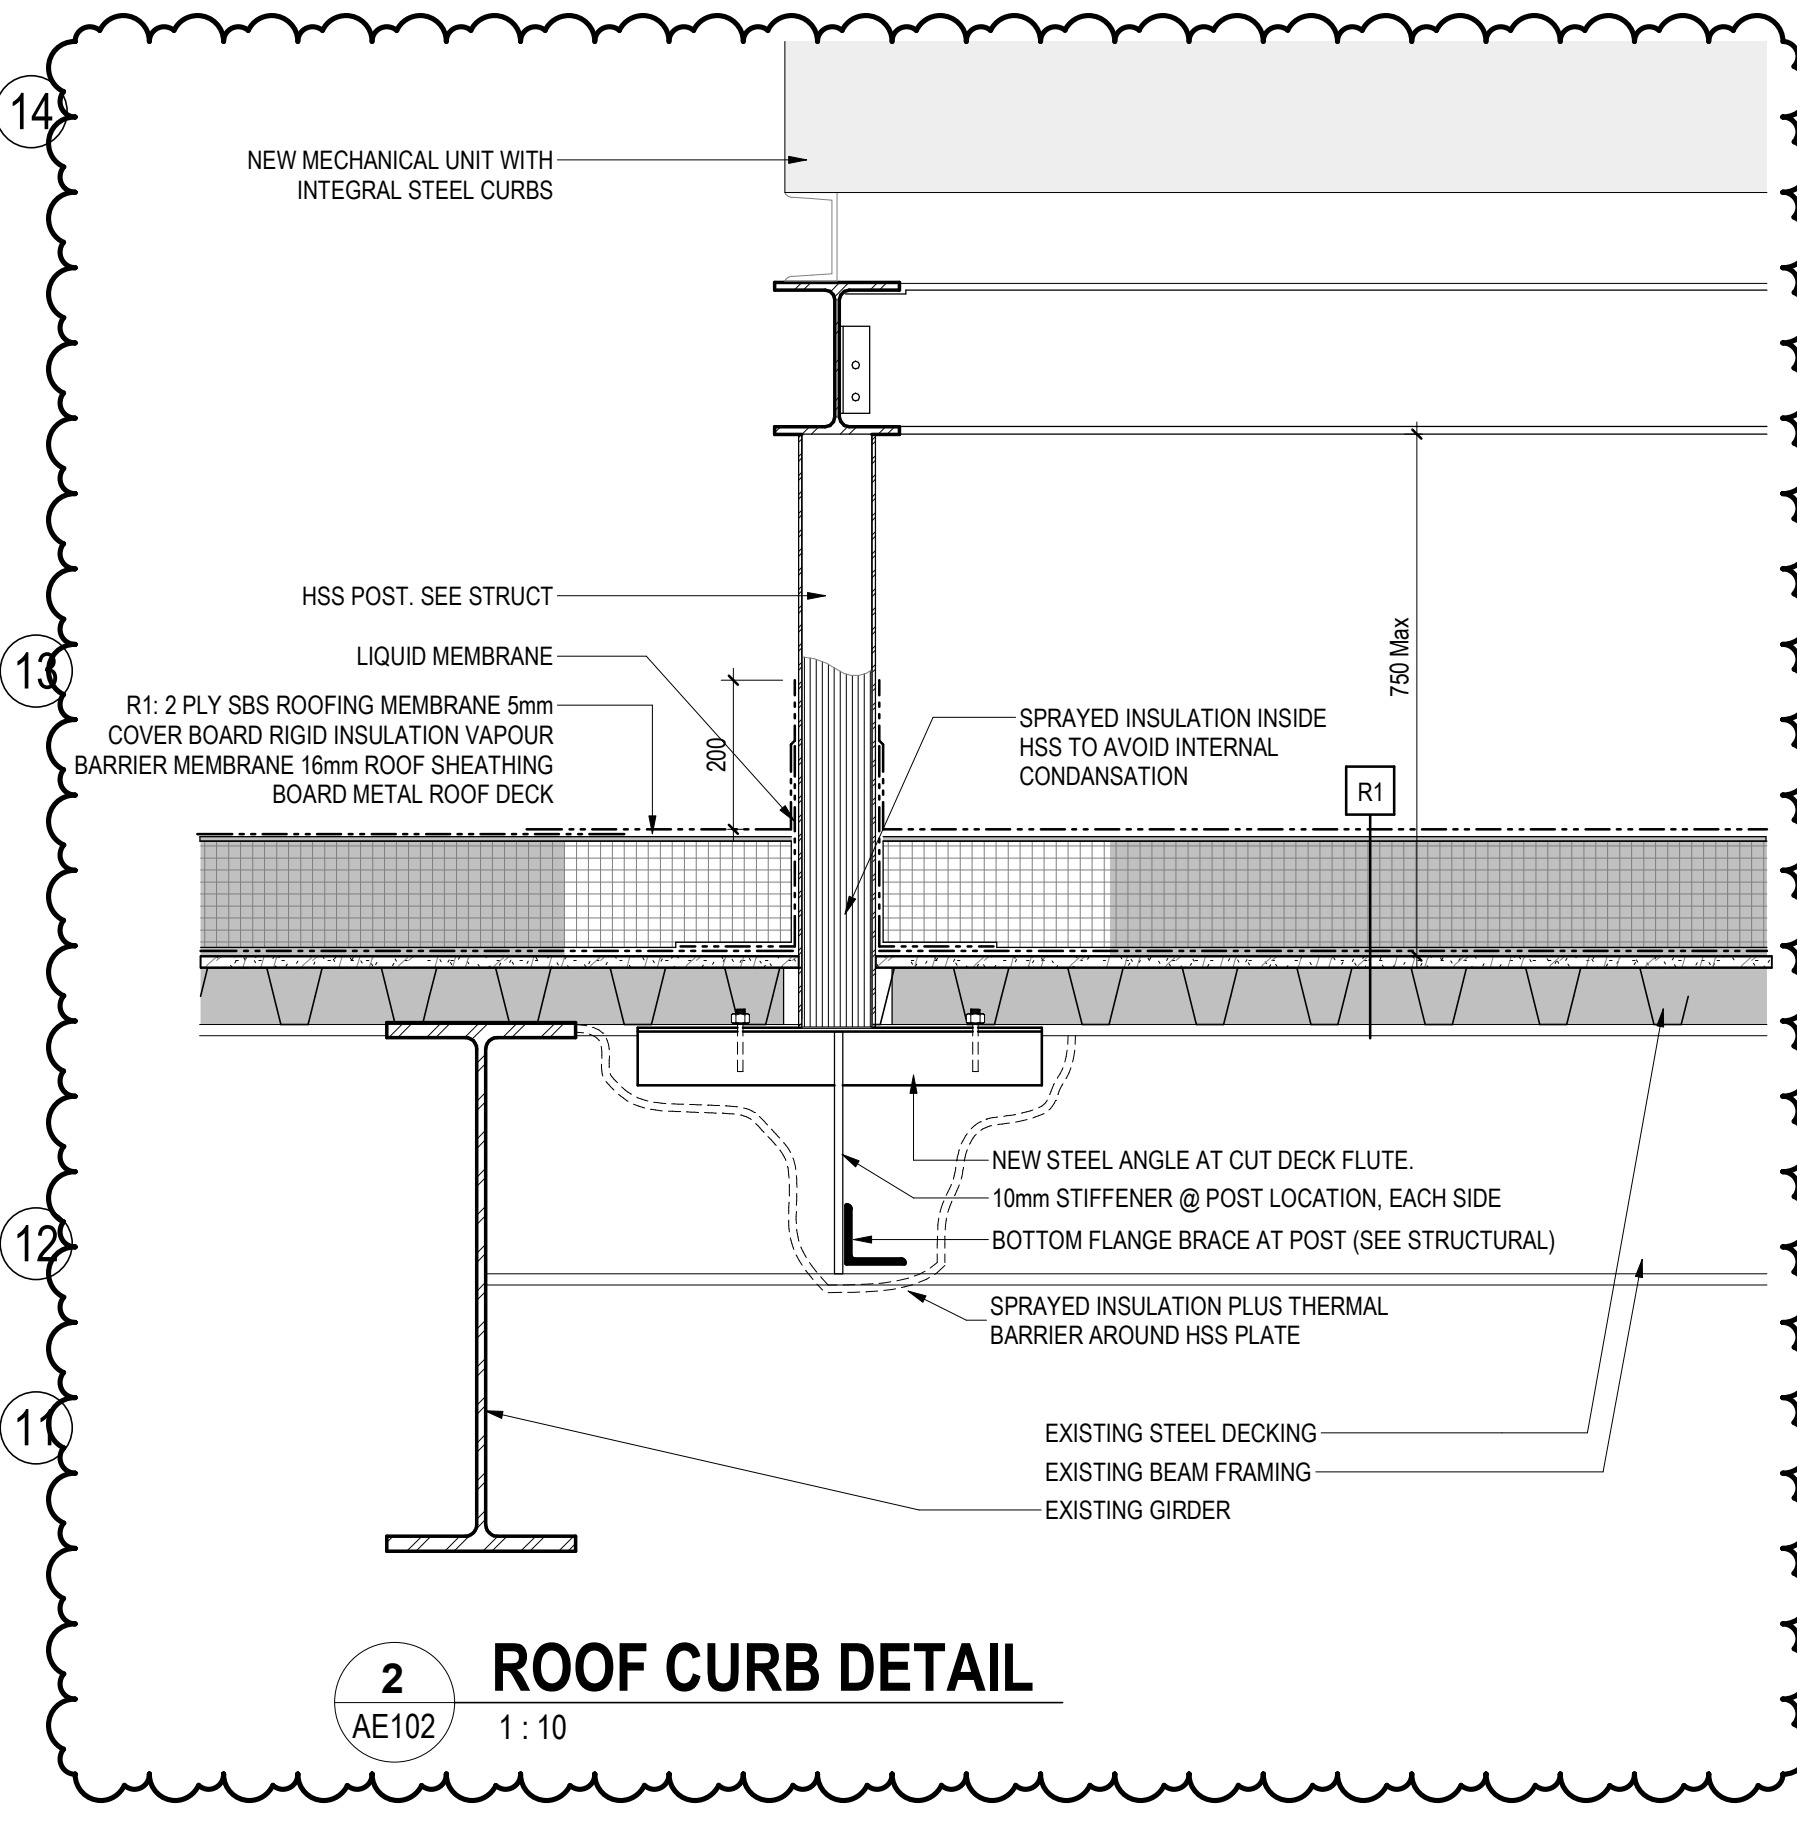 14
NEW MECHANICAL UNIT WITH
INTEGRAL STEEL CURBS
HSS POST. SEE STRUCT
13
LIQUID MEMBRANE
R1: 2 PLY SBS ROOFING MEMBRANE 5mm
COVER BOARD RIGID INSULATION VAPOUR
BARRIER MEMBRANE 16mm ROOF SHEATHING
BOARD METAL ROOF DECK
200
750 Max
SPRAYED INSULATION INSIDE
HSS TO AVOID INTERNAL
CONDANSATION
R1
NEW STEEL ANGLE AT CUT DECK FLUTE.
10mm STIFFENER @ POST LOCATION, EACH SIDE
BOTTOM FLANGE BRACE AT POST (SEE STRUCTURAL)
12
SPRAYED INSULATION PLUS THERMAL
BARRIER AROUND HSS PLATE
11
EXISTING STEEL DECKING
EXISTING BEAM FRAMING
EXISTING GIRDER
2
AE102
ROOF CURB DETAIL
1 : 10